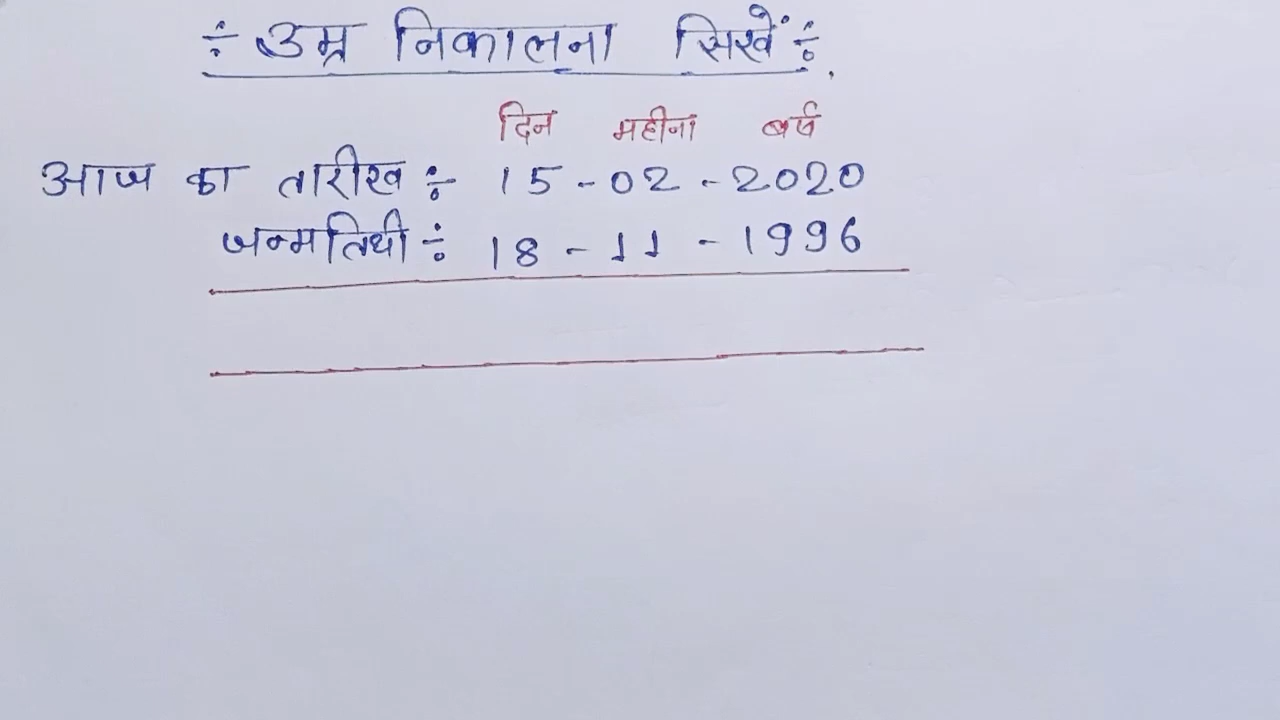 ÷ उम्र निकालना सिखें ÷
दिन महीना वर्ष
आज का तारीख ÷ 15 - 02 - 2020
जन्मतिथी ÷ 18 - 11 - 1996